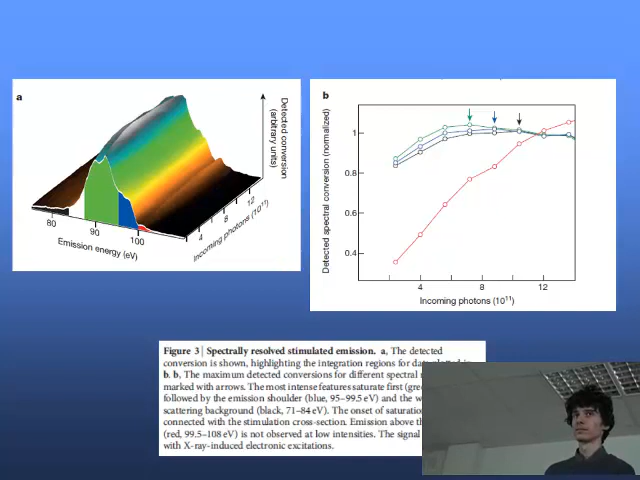 a
Detected conversion
(arbitrary units)
80
90
100
Emission energy (eV)
4
8
12
Incoming photons (10¹¹)
b
Detected spectral conversion (normalized)
1
0.8
0.6
0.4
4
8
12
Incoming photons (10¹¹)
Figure 3 | Spectrally resolved stimulated emission. a, The detected
conversion is shown, highlighting the integration regions for
b. b, The maximum detected conversions for different spectral
marked with arrows. The most intense features saturate first
followed by the emission shoulder (blue, 95–99.5 eV) and the
scattering background (black, 71–84 eV). The onset of
connected with the stimulation cross-section. Emission above
(red, 99.5–108 eV) is not observed at low intensities. The signal
with X-ray-induced electronic excitations.